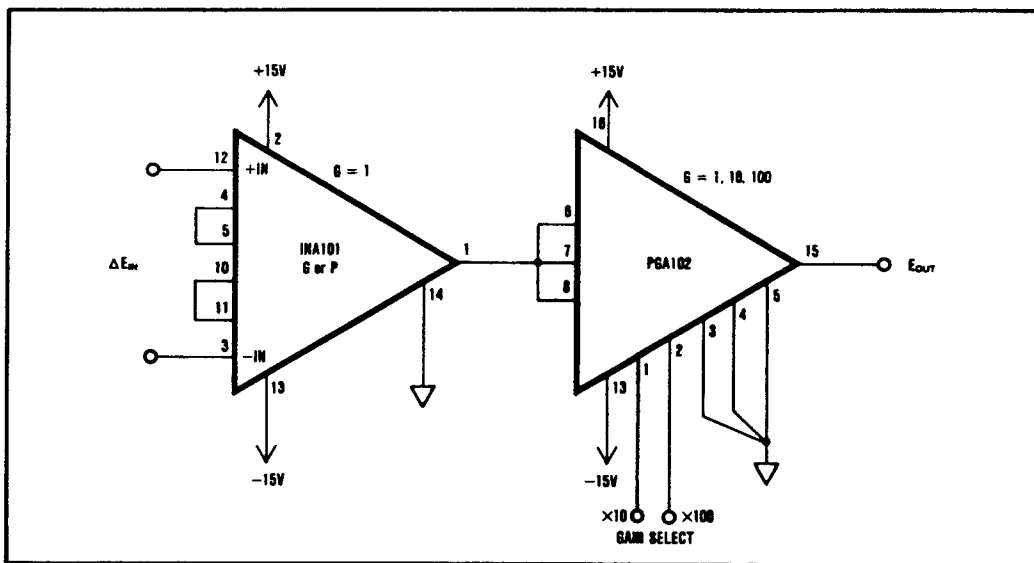 +15V
+15V
2
16
12
+IN
G = 1
G = 1, 10, 100
4
5
6
ΔE_IN
10
INA101
G or P
1
7
PGA102
15
E_OUT
11
14
8
5
4
3
3
−IN
2
1
13
13
−15V
−15V
×10
×100
GAIN SELECT